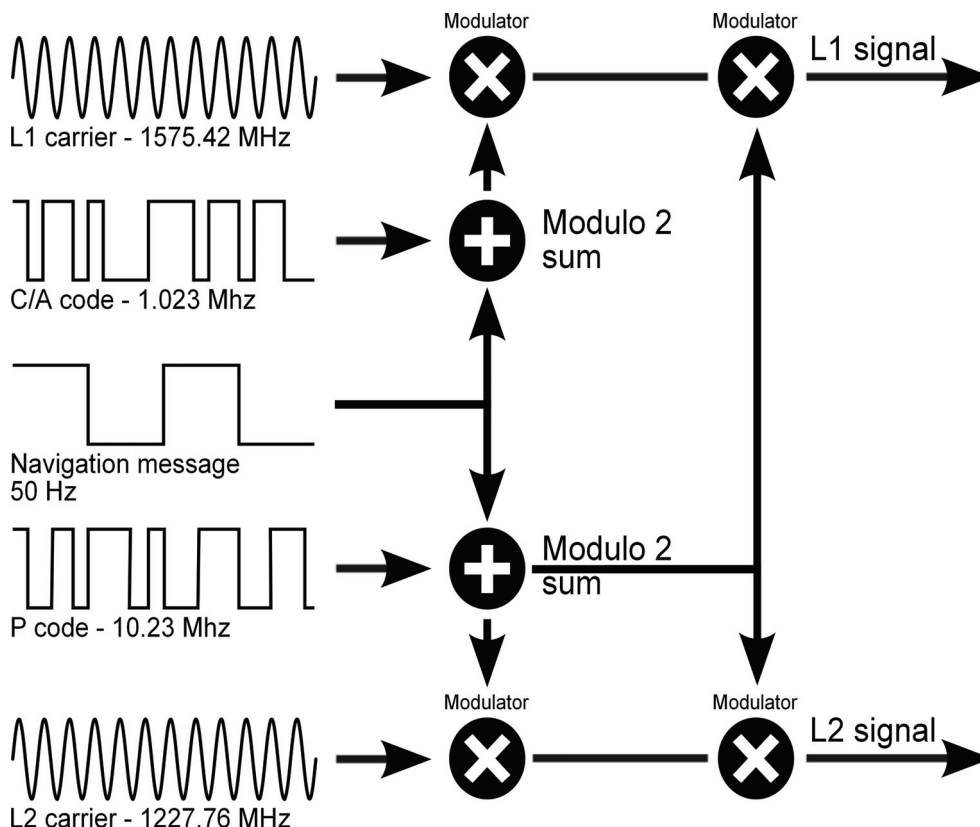 Modulator
Modulator
L1 signal
L1 carrier - 1575.42 MHz
Modulo 2
sum
C/A code - 1.023 Mhz
Navigation message
50 Hz
Modulo 2
sum
P code - 10.23 Mhz
Modulator
Modulator
L2 signal
L2 carrier - 1227.76 MHz